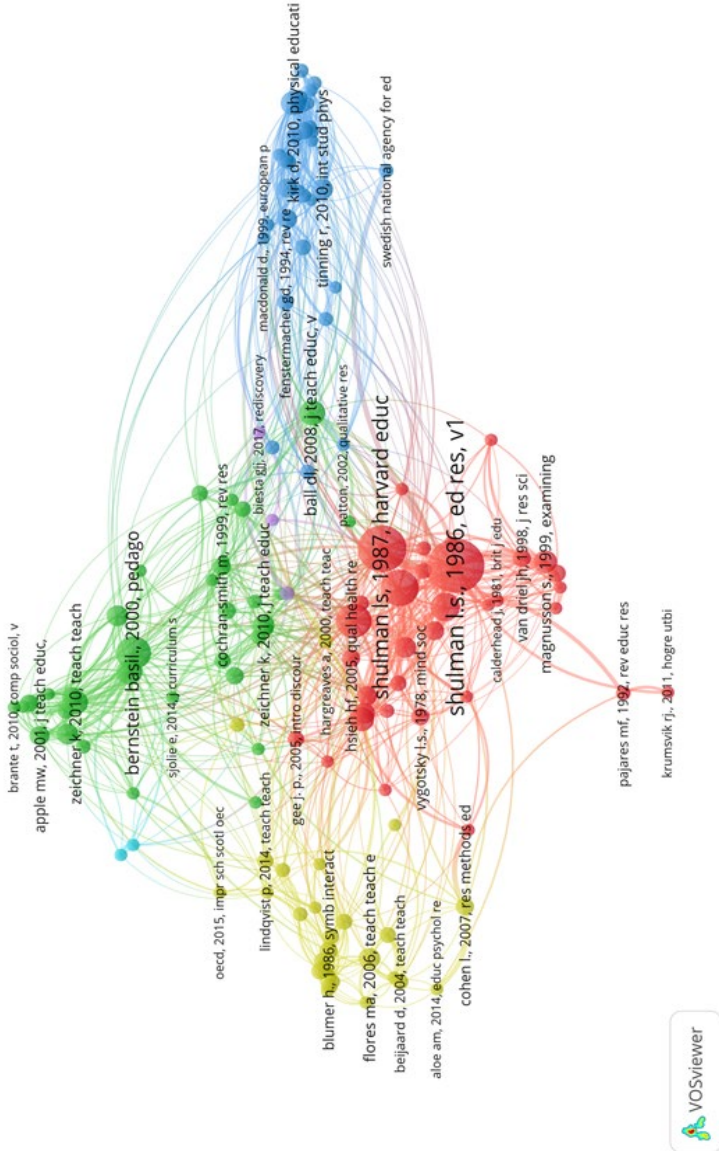 brante t, 2010, comp sociol, v
apple mw, 2001, j teach educ,
zeichner k, 2010, teach teach
bernstein basil., 2000, pedago
sjolie e, 2014, j curriculum s
oecd, 2015, impr sch scotl oec
cochran-smith m, 1999, rev res
biesta gjj, 2017, rediscovery
macdonald d., 1999, european p
lindqvist p, 2014, teach teach
zeichner k, 2010, j teach educ
fenstermacher gd, 1994, rev re
kirk d, 2010, physical educati
gee j. p., 2005, intro discour
ball dl, 2008, j teach educ, v
tinning r, 2010, int stud phys
hargreaves a, 2000, teach teac
blumer h., 1986, symb interact
patton, 2002, qualitative res
hsieh hf, 2005, qual health re
flores ma, 2006, teach teach e
shulman ls, 1987, harvard educ
swedish national agency for ed
beijaard d, 2004, teach teach
vygotsky l.s., 1978, mind soc
aloe am, 2014, educ psychol re
shulman l.s., 1986, ed res, v1
cohen l., 2007, res methods ed
calderhead j, 1981, brit j edu
van driel jh, 1998, j res sci
magnusson s., 1999, examining
pajares mf, 1992, rev educ res
krumsvik rj., 2011, hogre utbi
VOSviewer